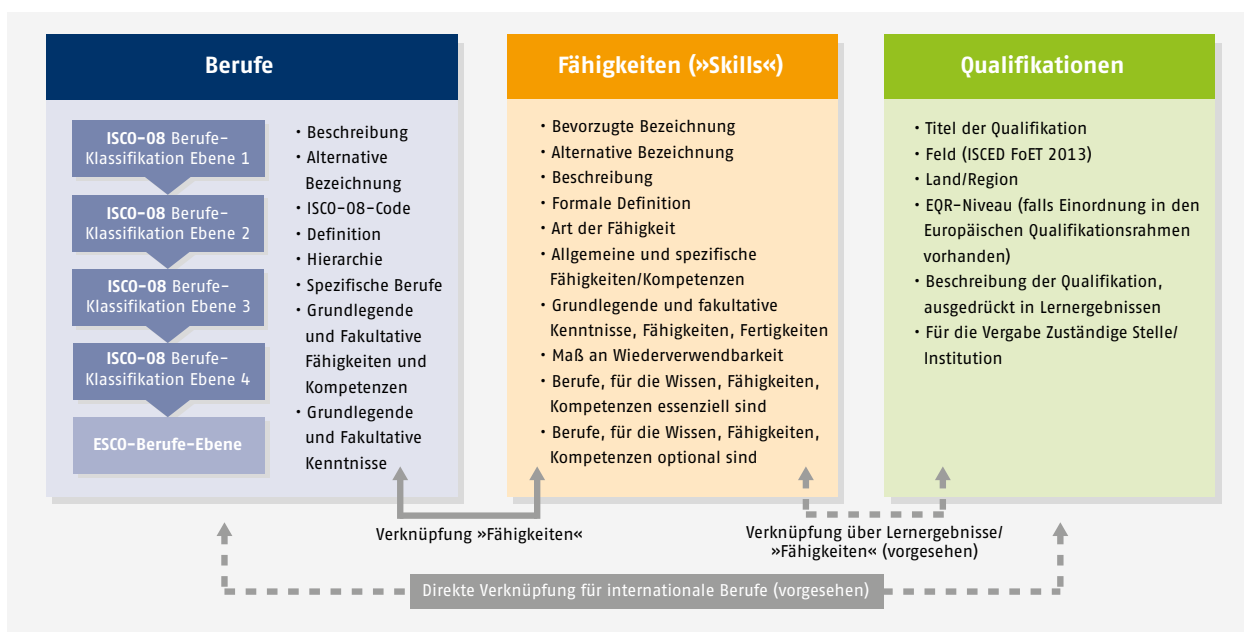 Berufe
ISCO-08 Berufe-
Klassifikation Ebene 1
ISCO-08 Berufe-
Klassifikation Ebene 2
ISCO-08 Berufe-
Klassifikation Ebene 3
ISCO-08 Berufe-
Klassifikation Ebene 4
ESCO-Berufe-Ebene
· Beschreibung
· Alternative
Bezeichnung
· ISCO-08-Code
· Definition
· Hierarchie
· Spezifische Berufe
· Grundlegende
und Fakultative
Fähigkeiten und
Kompetenzen
· Grundlegende
und Fakultative
Kenntnisse
Fähigkeiten (»Skills«)
· Bevorzugte Bezeichnung
· Alternative Bezeichnung
· Beschreibung
· Formale Definition
· Art der Fähigkeit
· Allgemeine und spezifische
Fähigkeiten/Kompetenzen
· Grundlegende und fakultative
Kenntnisse, Fähigkeiten, Fertigkeiten
· Maß an Wiederverwendbarkeit
· Berufe, für die Wissen, Fähigkeiten,
Kompetenzen essenziell sind
· Berufe, für die Wissen, Fähigkeiten,
Kompetenzen optional sind
Qualifikationen
· Titel der Qualifikation
· Feld (ISCED FoET 2013)
· Land/Region
· EQR-Niveau (falls Einordnung in den
Europäischen Qualifikationsrahmen
vorhanden)
· Beschreibung der Qualifikation,
ausgedrückt in Lernergebnissen
· Für die Vergabe Zuständige Stelle/
Institution
Verknüpfung »Fähigkeiten«
Verknüpfung über Lernergebnisse/
»Fähigkeiten« (vorgesehen)
Direkte Verknüpfung für internationale Berufe (vorgesehen)